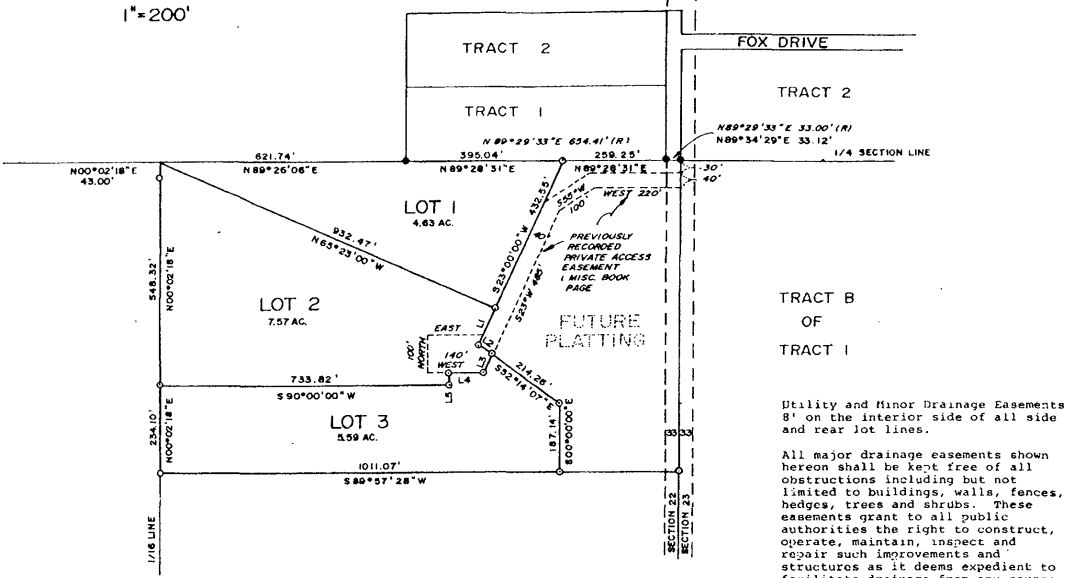 1"=200'
TRACT 2
FOX DRIVE
TRACT 2
TRACT 1
N 89°29'33"E 654.41' (R)
N89°29'33"E 33.00' (R)
N89°34'29"E 33.12'
621.74'
395.04'
259.25'
1/4 SECTION LINE
N00°02'18"E
43.00'
N89°26'06"E
N89°28'31"E
N89°28'31"E
30'
40'
WEST 220'
S55°W
100'
LOT 1
4.63 AC.
432.55'
S23°00'00"W
932.47'
N65°23'00"W
40'
PREVIOUSLY
RECORDED
PRIVATE ACCESS
EASEMENT
MISC. BOOK
PAGE
S23°W 485'
548.32'
N00°02'18"E
LOT 2
7.57 AC.
TRACT B
OF
TRACT 1
FUTURE
PLATTING
L1
EAST
L2
100'
NORTH
140'
WEST
L3
L4
L5
214.26'
S52°14'07"E
733.82'
S 90°00'00"W
LOT 3
5.59 AC.
234.10'
N00°02'18"E
187.14'
S00°00'00"E
33
33
1011.07'
S89°57'28"W
1/16 LINE
SECTION 22
SECTION 23
Utility and Minor Drainage Easements
8' on the interior side of all side
and rear lot lines.
All major drainage easements shown
hereon shall be kept free of all
obstructions including but not
limited to buildings, walls, fences,
hedges, trees and shrubs. These
easements grant to all public
authorities the right to construct,
operate, maintain, inspect and
repair such improvements and
structures as it deems expedient to